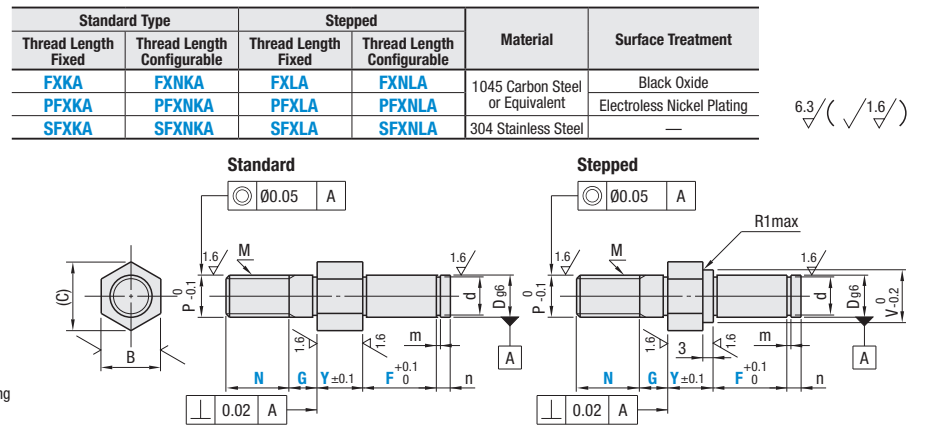 Standard Type Stepped Material Surface Treatment
Thread Length Fixed Thread Length Configurable Thread Length Fixed Thread Length Configurable
FXKA FXNKA FXLA FXNLA 1045 Carbon Steel or Equivalent Black Oxide
PFXKA PFXNKA PFXLA PFXNLA Electroless Nickel Plating
SFXKA SFXNKA SFXLA SFXNLA 304 Stainless Steel —
6.3 ( 1.6 )
Standard
Ø0.05 A
1.6 M 1.6
(C)
B
P 0 -0.1
d
D g6
1.6 1.6
m
A
N G Y ±0.1 F +0.1 0 n
⊥ 0.02 A
Stepped
Ø0.05 A
R1max
1.6 M 1.6
P 0 -0.1
d
D g6
V 0 -0.2
1.6 3 1.6
m
A
N G Y ±0.1 F +0.1 0 n
⊥ 0.02 A